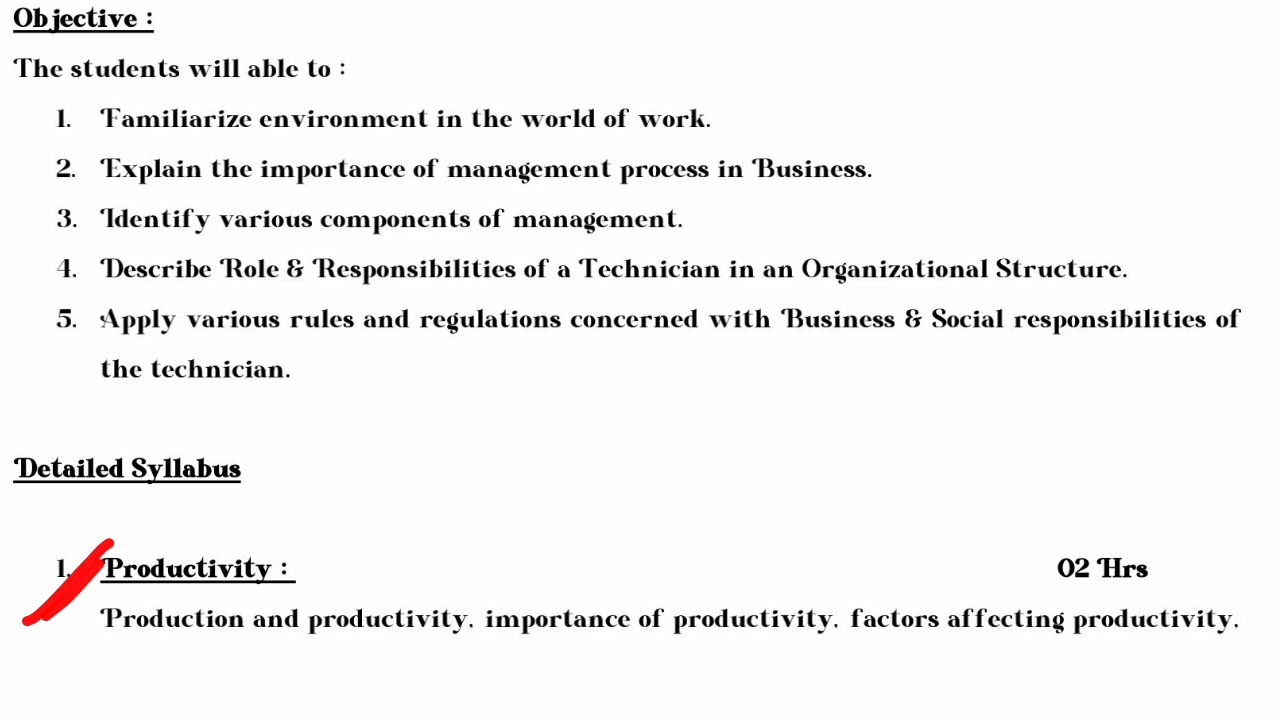 Objective :
The students will able to :
1. Familiarize environment in the world of work.
2. Explain the importance of management process in Business.
3. Identify various components of management.
4. Describe Role & Responsibilities of a Technician in an Organizational Structure.
5. Apply various rules and regulations concerned with Business & Social responsibilities of
the technician.
Detailed Syllabus
1. Productivity : 02 Hrs
Production and productivity, importance of productivity, factors affecting productivity,